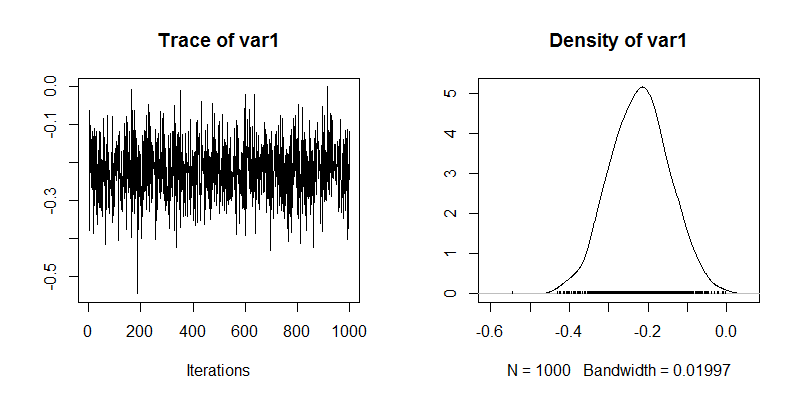 Trace of var1
0.0
-0.1
-0.3
-0.5
0 200 400 600 800 1000
Iterations
Density of var1
5
4
3
2
1
0
-0.6 -0.4 -0.2 0.0
N = 1000 Bandwidth = 0.01997